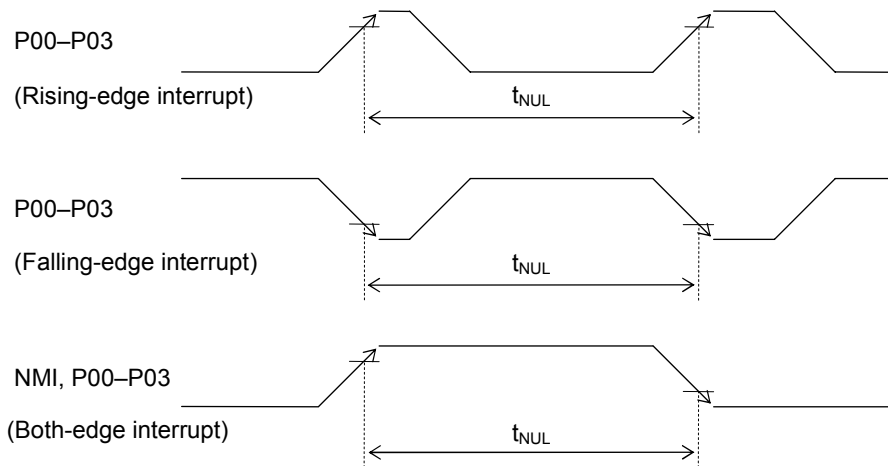 P00–P03
(Rising-edge interrupt)
tNUL
P00–P03
(Falling-edge interrupt)
tNUL
NMI, P00–P03
(Both-edge interrupt)
tNUL